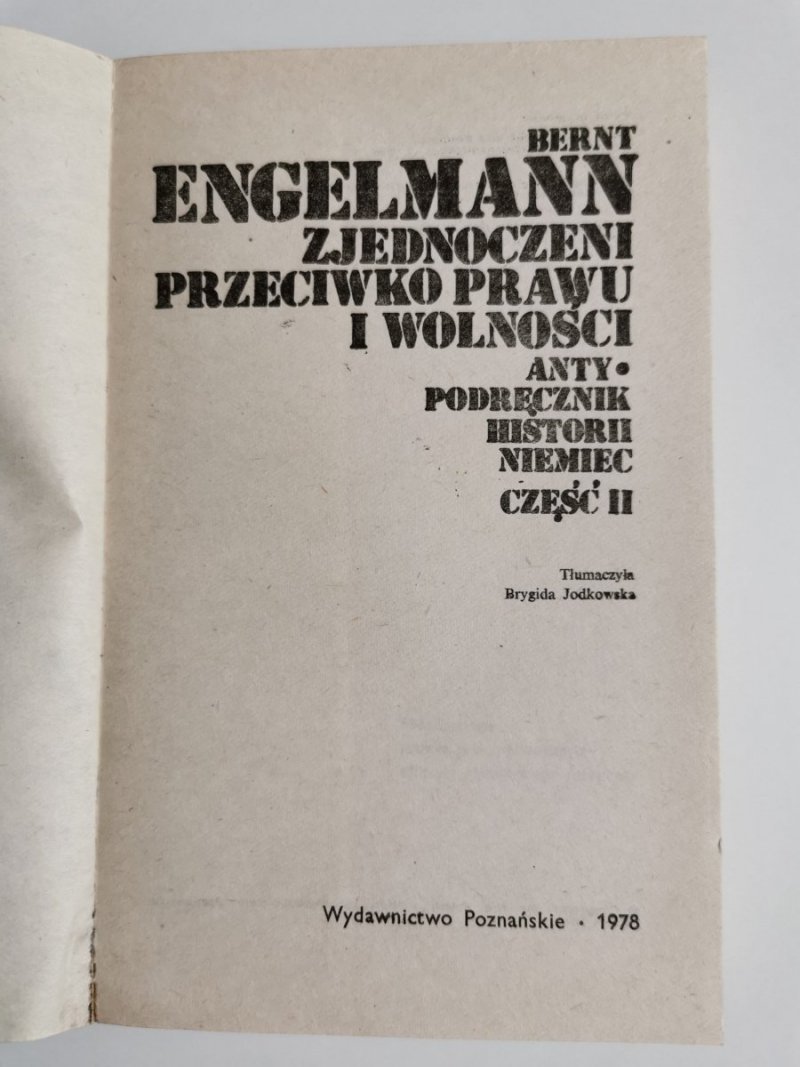 BERNT
ENGELMANN
ZJEDNOCZENI
PRZECIWKO PRAWU
I WOLNOŚCI
ANTY•
PODRĘCZNIK
HISTORII
NIEMIEC
CZĘŚĆ II
Tłumaczyła
Brygida Jodkowska
Wydawnictwo Poznańskie • 1978